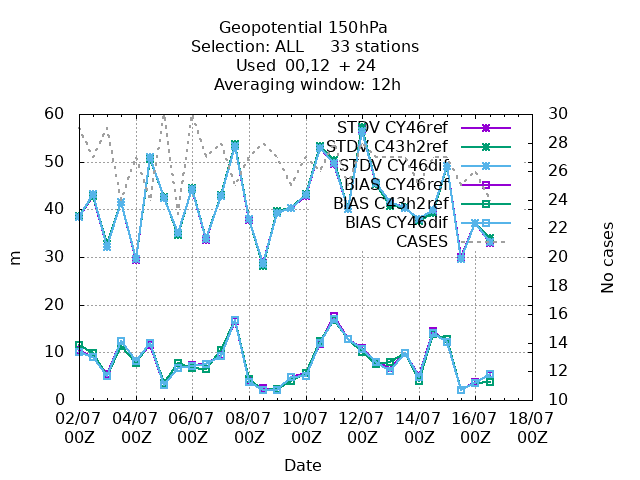 Geopotential 150hPa
Selection: ALL 33 stations
Used 00,12 + 24
Averaging window: 12h
60
50
40
30
20
10
0
m
30
28
26
24
22
20
18
16
14
12
10
No cases
STDV CY46ref
STDV C43h2ref
STDV CY46dif
BIAS CY46ref
BIAS C43h2ref
BIAS CY46dif
CASES
02/07 04/07 06/07 08/07 10/07 12/07 14/07 16/07 18/07
00Z 00Z 00Z 00Z 00Z 00Z 00Z 00Z 00Z
Date